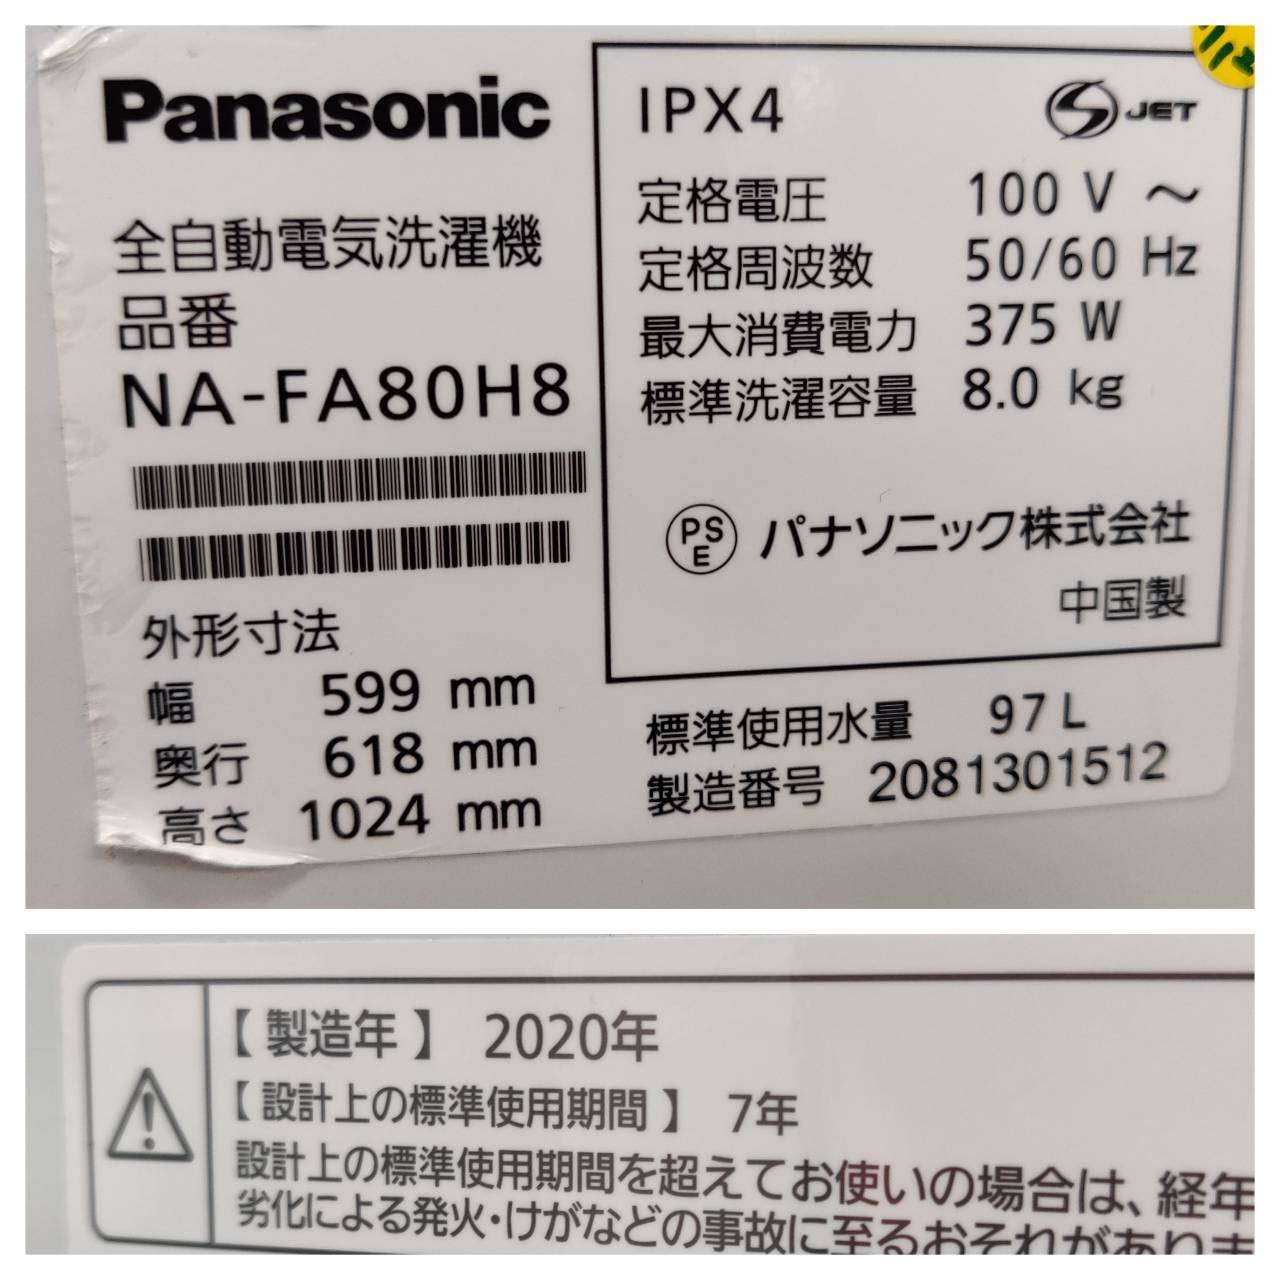 Panasonic
全自動電気洗濯機
品番
NA-FA80H8
外形寸法
幅 599 mm
奥行 618 mm
高さ 1024 mm
IPX4
S JET
定格電圧 100 V ～
定格周波数 50/60 Hz
最大消費電力 375 W
標準洗濯容量 8.0 kg
PSE パナソニック株式会社
中国製
標準使用水量 97 L
製造番号 2081301512
【 製造年 】 2020年
【 設計上の標準使用期間 】 7年
設計上の標準使用期間を超えてお使いの場合は、経年
劣化による発火・けがなどの事故に至るおそれがありま